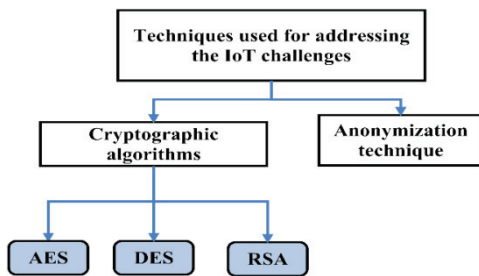 Techniques used for addressing
the IoT challenges
Cryptographic
algorithms
Anonymization
technique
AES
DES
RSA